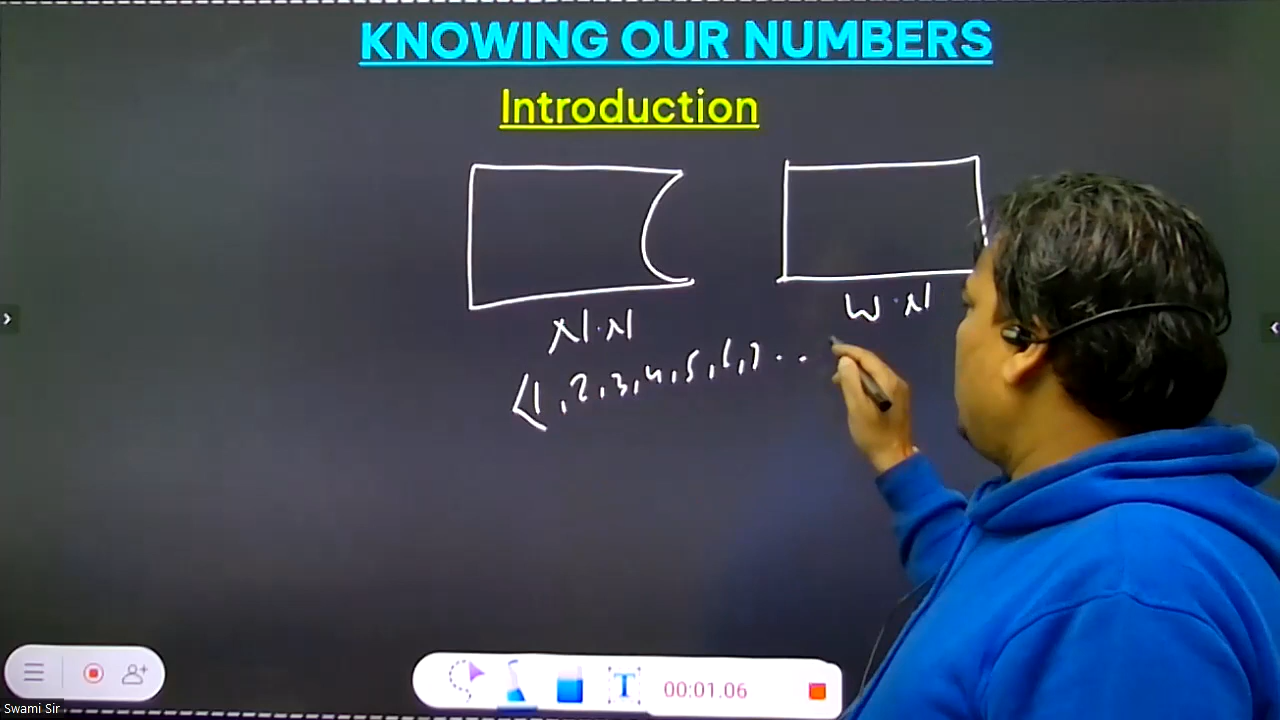 KNOWING OUR NUMBERS
Introduction
N.N
W.N
<1,2,3,4,5,6,7..
T
00:01.06
Swami Sir